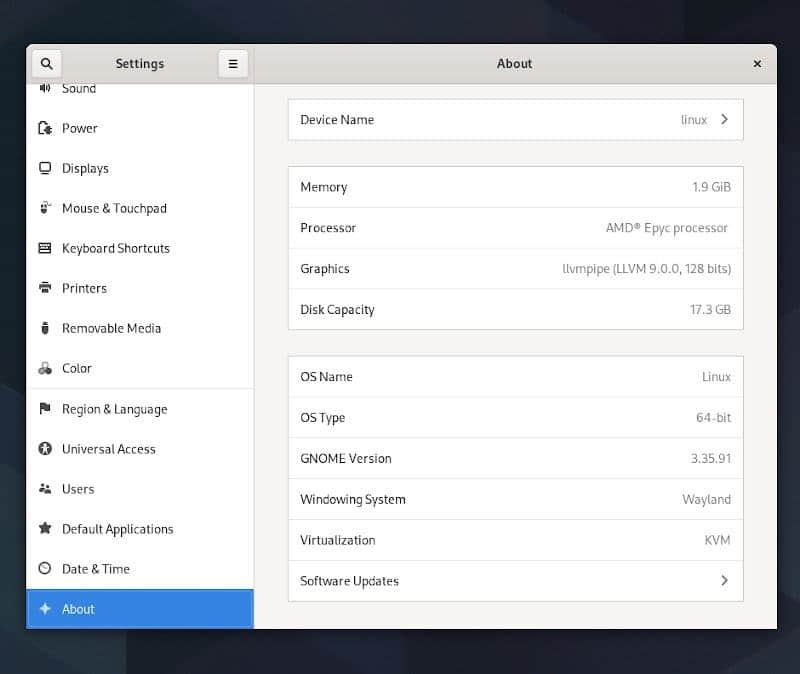 Settings
About
Sound
Power
Displays
Mouse & Touchpad
Keyboard Shortcuts
Printers
Removable Media
Color
Region & Language
Universal Access
Users
Default Applications
Date & Time
About
Device Name linux
Memory 1.9 GiB
Processor AMD® Epyc processor
Graphics llvmpipe (LLVM 9.0.0, 128 bits)
Disk Capacity 17.3 GB
OS Name Linux
OS Type 64-bit
GNOME Version 3.35.91
Windowing System Wayland
Virtualization KVM
Software Updates